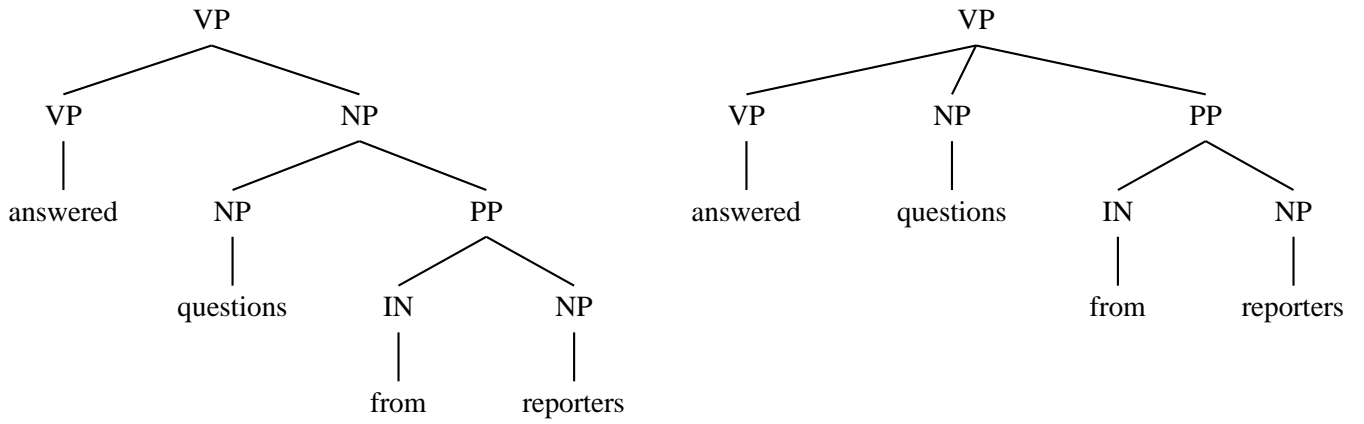 VP
VP NP
answered NP PP
questions IN NP
from reporters
VP
VP NP PP
answered questions IN NP
from reporters